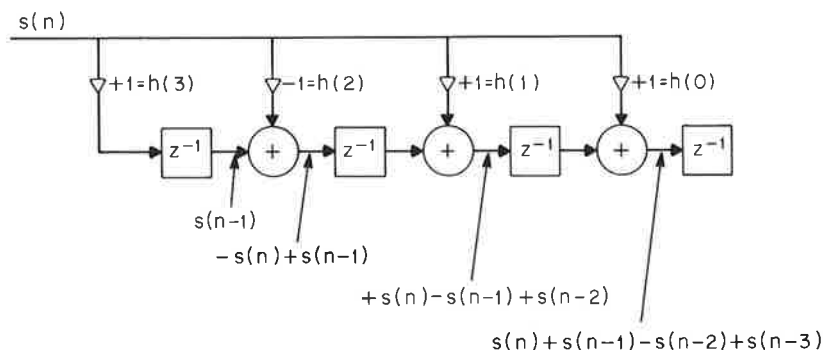 s(n)
+1=h(3) −1=h(2) +1=h(1) +1=h(0)
z⁻¹ + z⁻¹ + z⁻¹ + z⁻¹
s(n−1)
−s(n)+s(n−1)
+s(n)−s(n−1)+s(n−2)
s(n)+s(n−1)−s(n−2)+s(n−3)